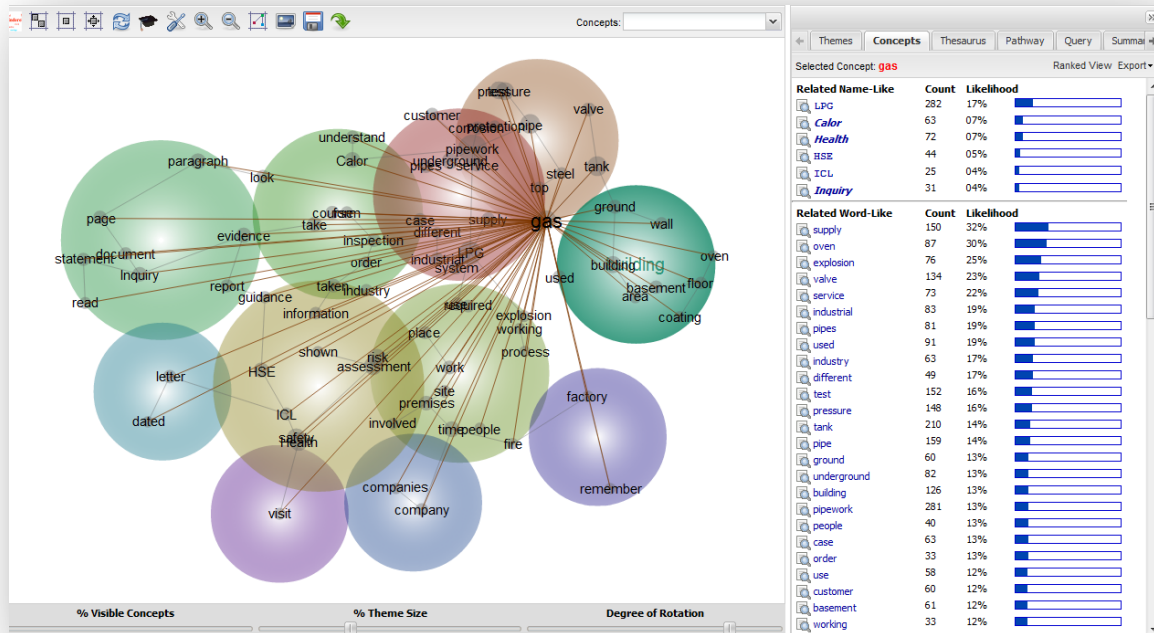 Concepts:
pressure
valve
customer
corrosion
protection
pipe
understand
pipework
Calor
underground
pipes
service
paragraph
look
steel
tank
top
page
course
take
case
supply
gas
ground
wall
different
evidence
inspection
document
statement
Inquiry
order
industrial
LPG
system
used
building
oven
report
taken
industry
basement
floor
area
read
guidance
information
use
required
explosion
coating
place
working
shown
risk
assessment
process
letter
HSE
work
site
premises
factory
dated
ICL
involved
time
people
safety
Health
fire
companies
remember
visit
company
% Visible Concepts
% Theme Size
Degree of Rotation
Themes Concepts Thesaurus Pathway Query Summar
Selected Concept: gas Ranked View Export
Related Name-Like Count Likelihood
LPG 282 17%
Calor 63 07%
Health 72 07%
HSE 44 05%
ICL 25 04%
Inquiry 31 04%
Related Word-Like Count Likelihood
supply 150 32%
oven 87 30%
explosion 76 25%
valve 134 23%
service 73 22%
industrial 83 19%
pipes 81 19%
used 91 19%
industry 63 17%
different 49 17%
test 152 16%
pressure 148 16%
tank 210 14%
pipe 159 14%
ground 60 13%
underground 82 13%
building 126 13%
pipework 281 13%
people 40 13%
case 63 13%
order 33 13%
use 58 12%
customer 60 12%
basement 61 12%
working 33 12%